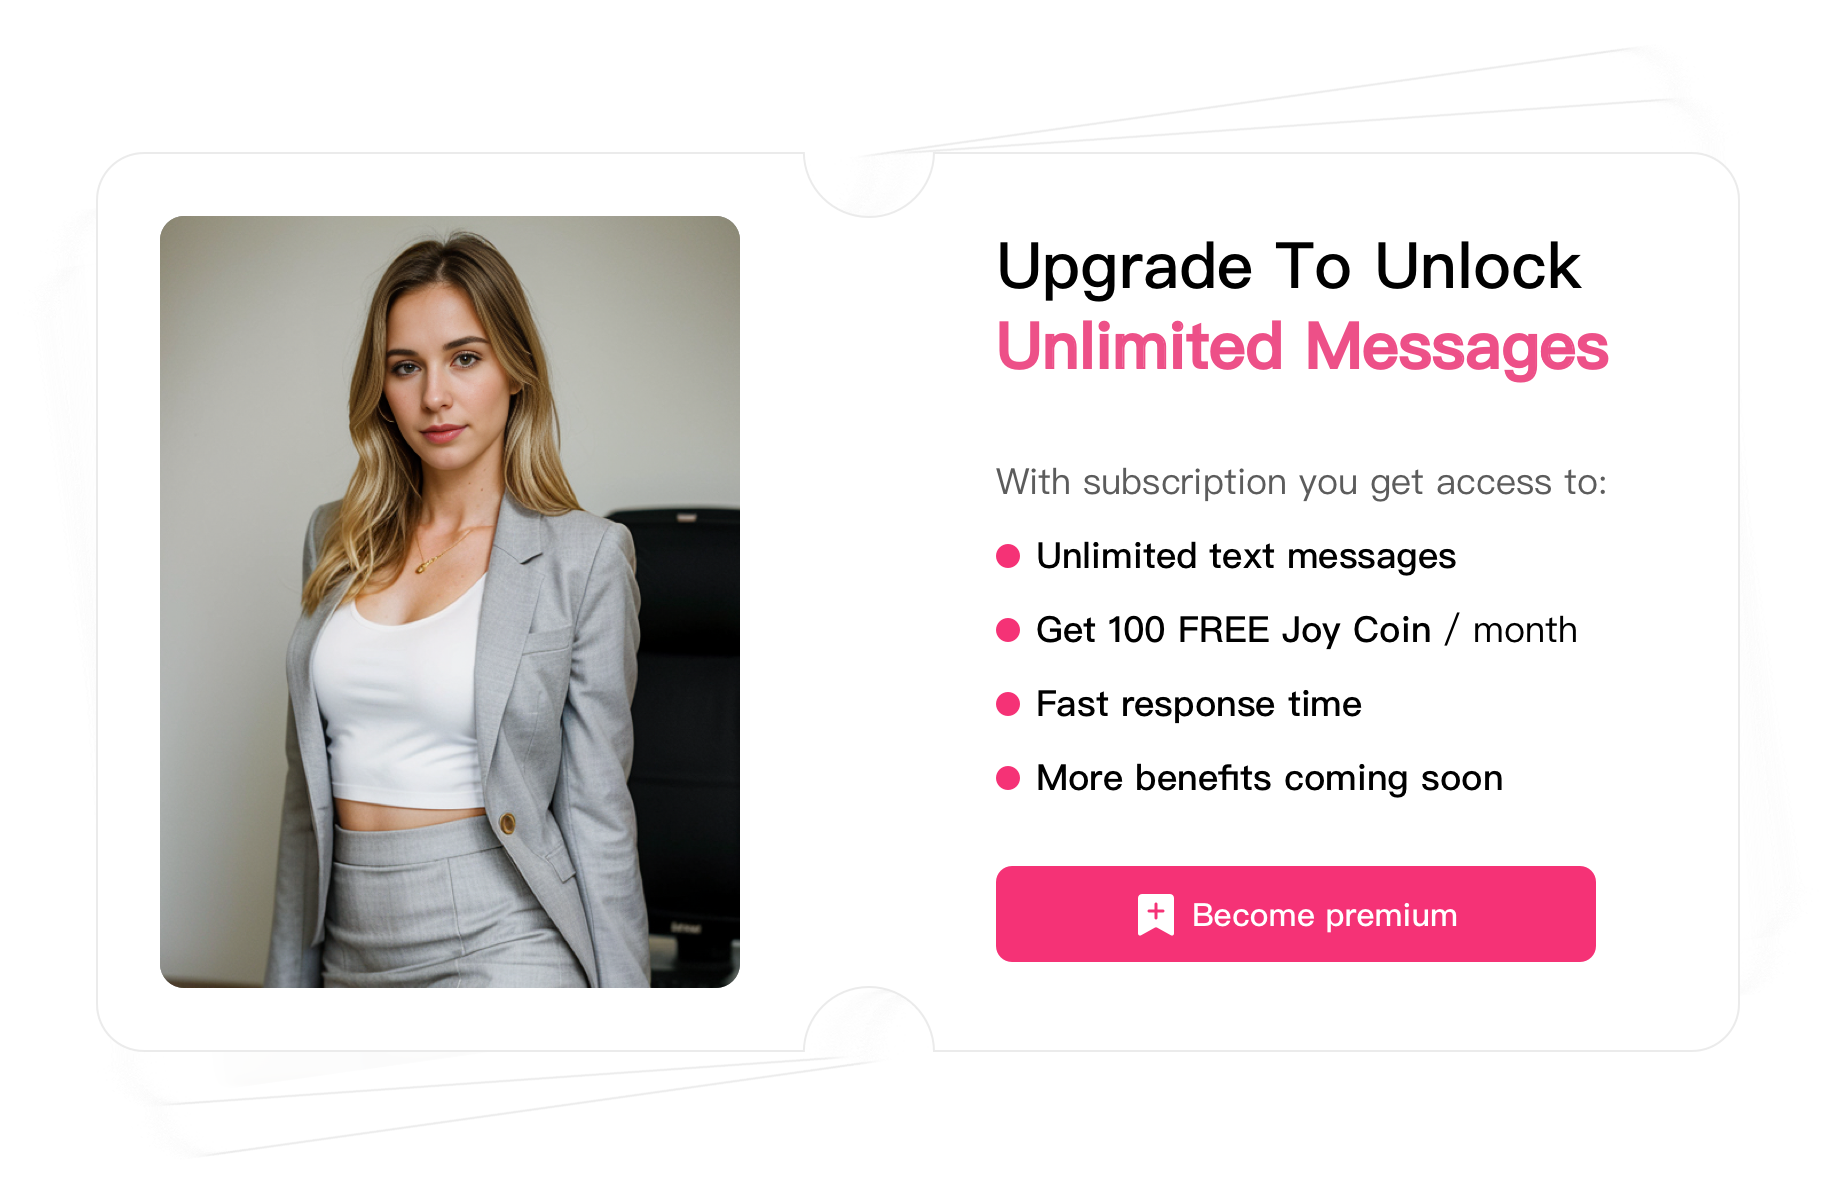 Upgrade To Unlock
Unlimited Messages
With subscription you get access to:
Unlimited text messages
Get 100 FREE Joy Coin / month
Fast response time
More benefits coming soon
Become premium